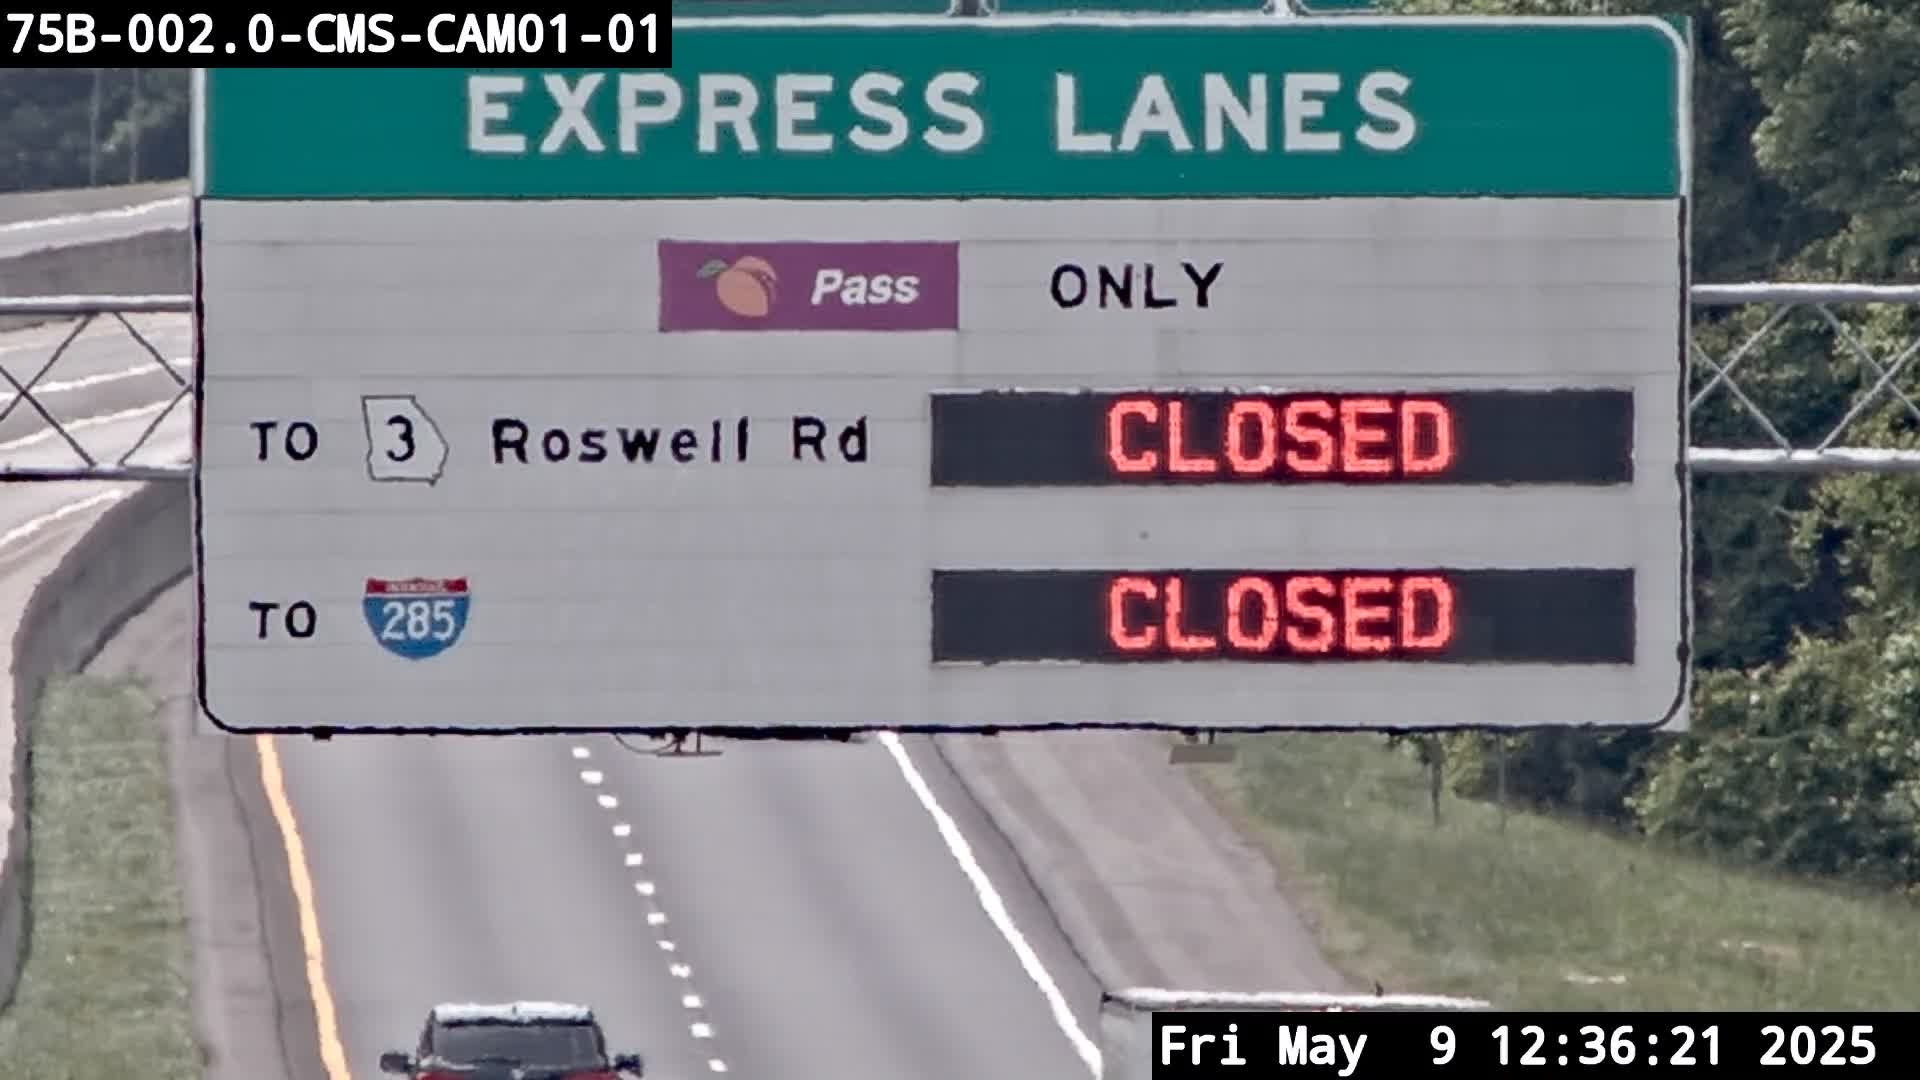 75B-002.0-CMS-CAM01-01
EXPRESS LANES
Pass ONLY
TO 3 Roswell Rd CLOSED
TO 285 CLOSED
Fri May 9 12:36:21 2025